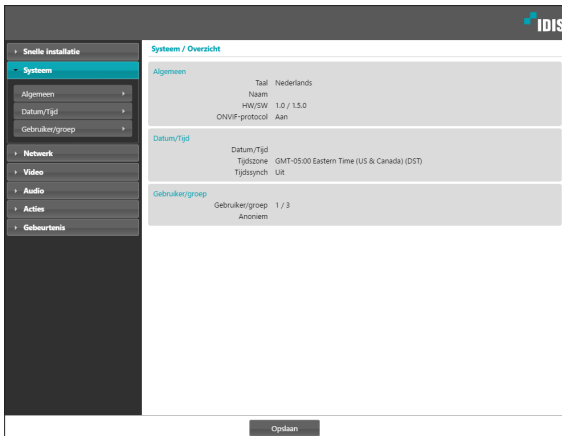 IDIS
Snelle installatie
Systeem
Algemeen
Datum/Tijd
Gebruiker/groep
Netwerk
Video
Audio
Acties
Gebeurtenis
Systeem / Overzicht
Algemeen
Taal Nederlands
Naam
HW/SW 1.0 / 1.5.0
ONVIF-protocol Aan
Datum/Tijd
Datum/Tijd
Tijdszone GMT-05:00 Eastern Time (US & Canada) (DST)
Tijdssynch Uit
Gebruiker/groep
Gebruiker/groep 1 / 3
Anoniem
Opslaan